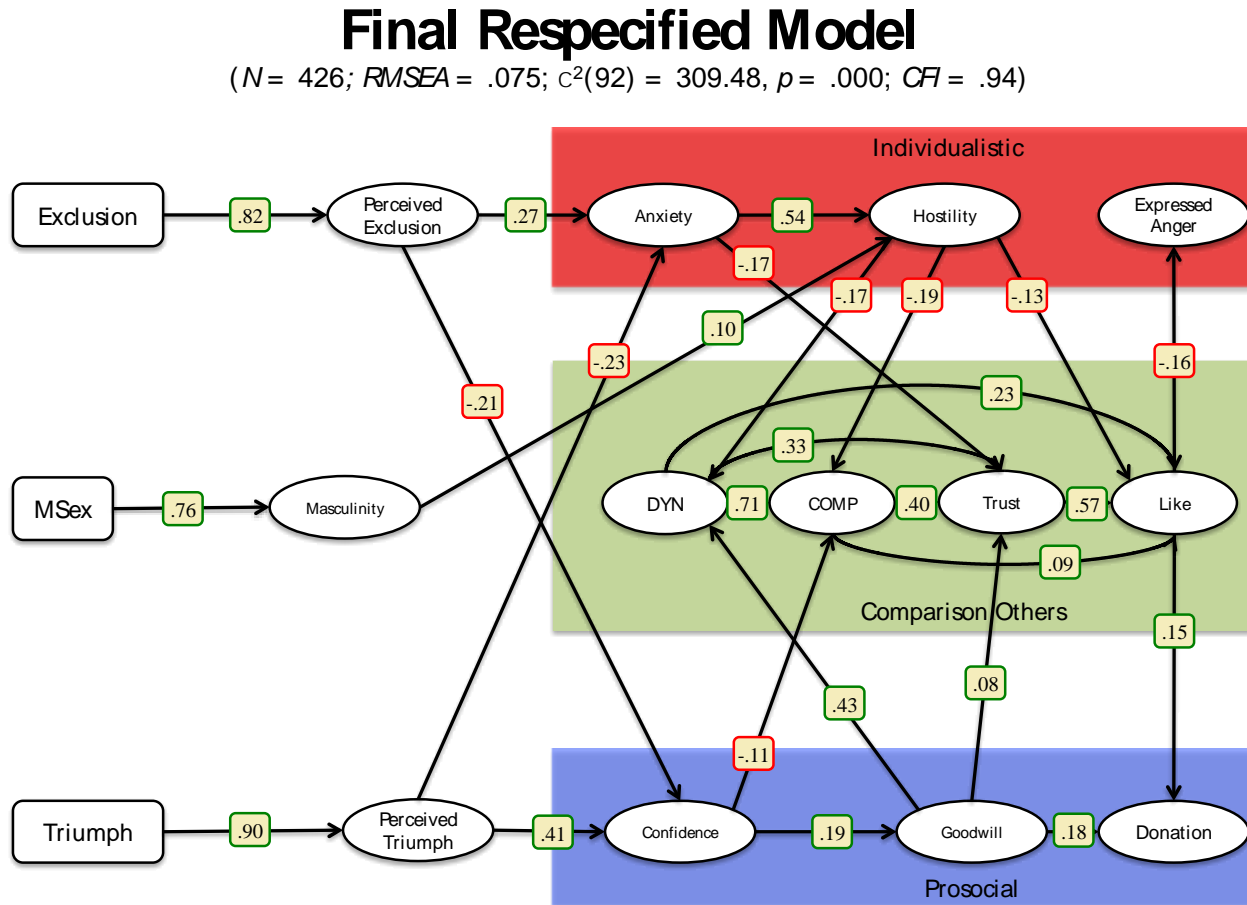 Final Respecified Model
(N = 426; RMSEA = .075; c²(92) = 309.48, p = .000; CFI = .94)
Individualistic
Exclusion
.82
Perceived
Exclusion
.27
Anxiety
.54
Hostility
Expressed
Anger
-.17
-.17
-.19
-.13
.10
-.23
-.16
-.21
.23
.33
MSex
.76
Masculinity
DYN
.71
COMP
.40
Trust
.57
Like
.09
Comparison Others
.15
.08
.43
-.11
Triumph
.90
Perceived
Triumph
.41
Confidence
.19
Goodwill
.18
Donation
Prosocial